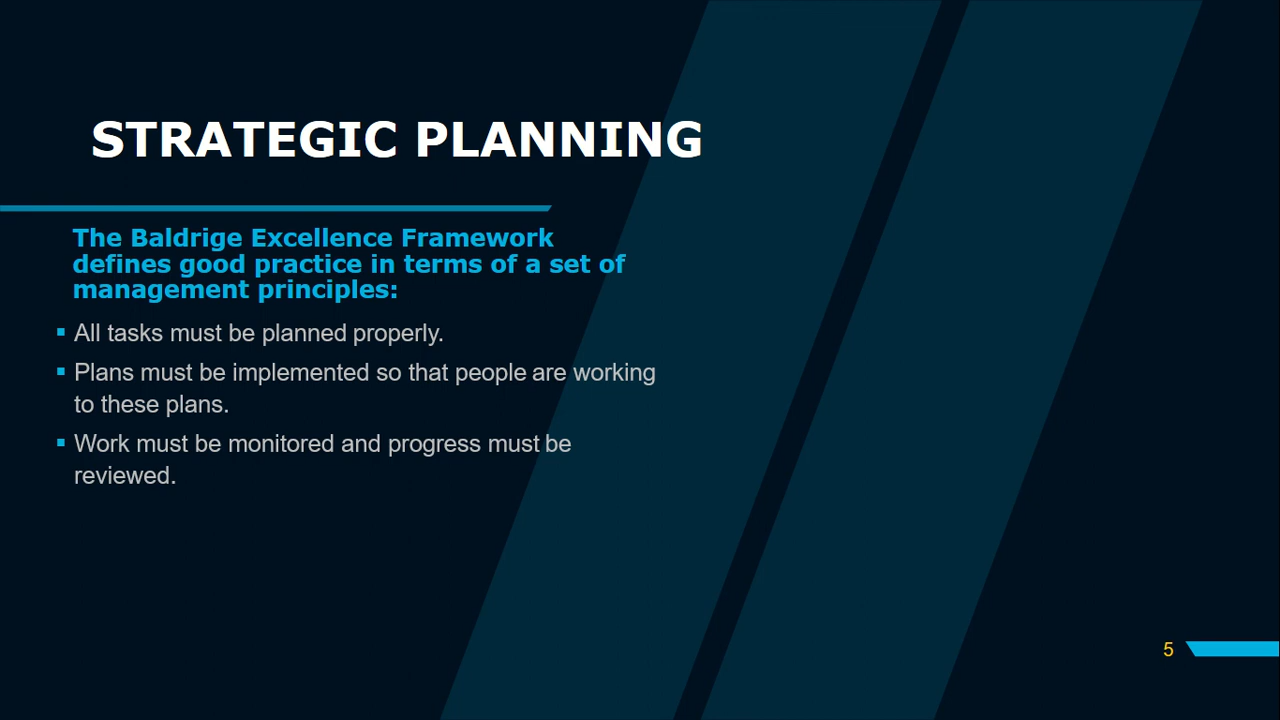 STRATEGIC PLANNING
The Baldrige Excellence Framework
defines good practice in terms of a set of
management principles:
▪ All tasks must be planned properly.
▪ Plans must be implemented so that people are working
to these plans.
▪ Work must be monitored and progress must be
reviewed.
5